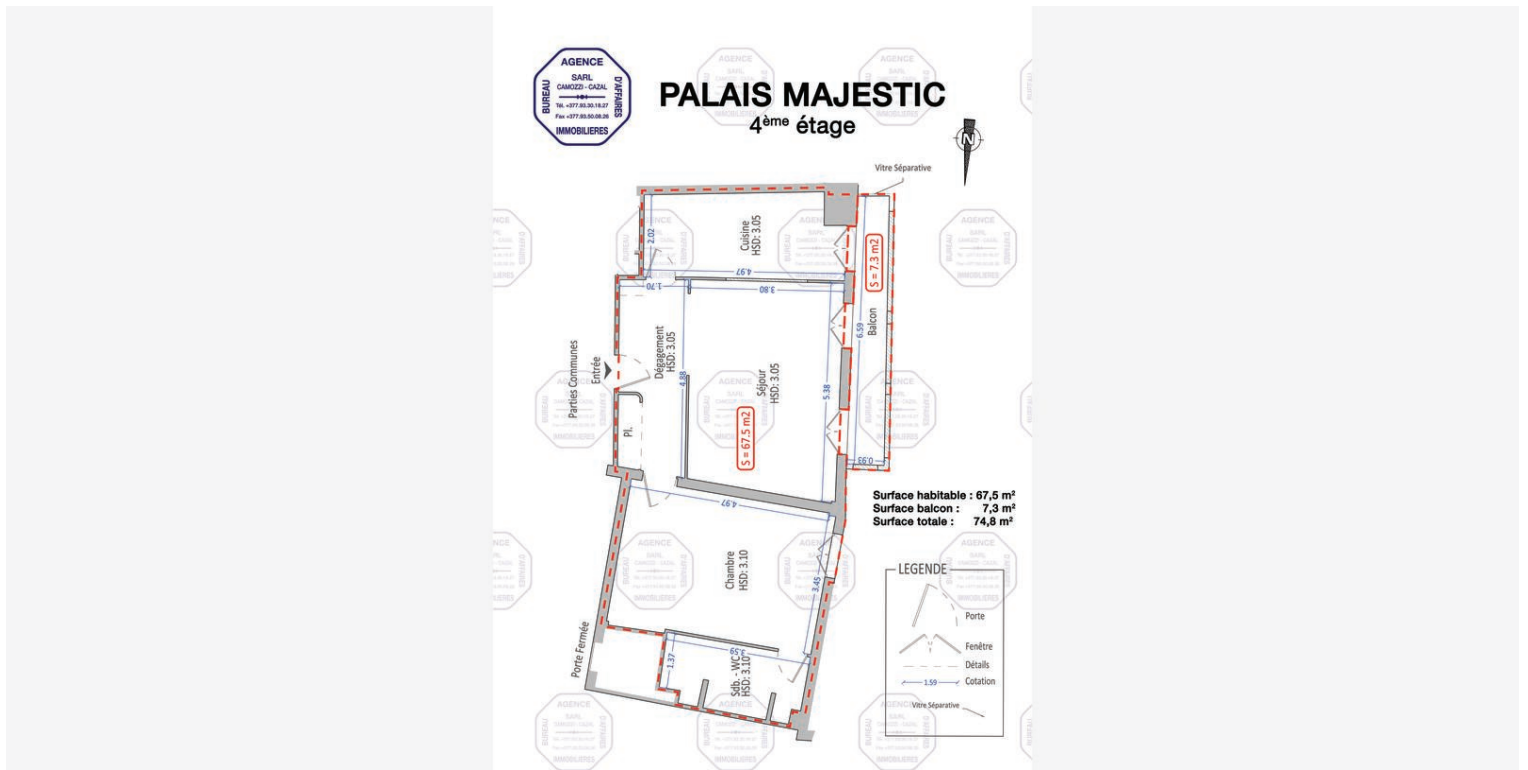 AGENCE
SARL
CAMOZZI - CAZAL
Tél. +377.93.30.18.27
Fax +377.93.50.08.26
BUREAU
D'AFFAIRES
IMMOBILIERES
PALAIS MAJESTIC
4ème étage
N
Vitre Séparative
Cuisine
HSD: 3.05
2.02
4.97
S = 7.3 m2
1.70
3.80
Balcon
6.59
Dégagement
HSD: 3.05
4.88
Séjour
HSD: 3.05
5.38
Parties Communes
Entrée
Pl.
S = 67.5 m2
0.93
4.97
Surface habitable : 67,5 m²
Surface balcon : 7,3 m²
Surface totale : 74,8 m²
Chambre
HSD: 3.10
3.45
Porte Fermée
3.59
1.37
Sdb. - WC
HSD: 3.10
LEGENDE
Porte
Fenêtre
Détails
1.59 Cotation
Vitre Séparative